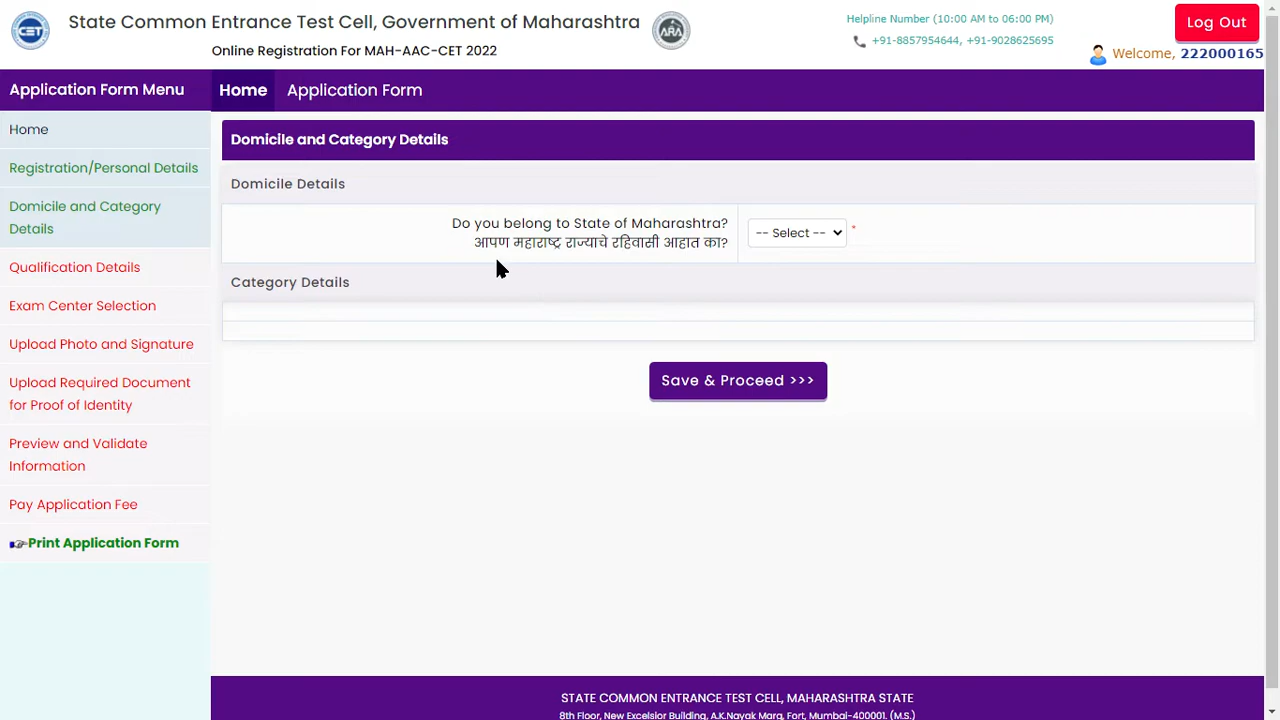 State Common Entrance Test Cell, Government of Maharashtra
Online Registration For MAH-AAC-CET 2022
Helpline Number (10:00 AM to 06:00 PM)
+91-8857954644, +91-9028625695
Log Out
Welcome, 222000165
CET
ARA
Application Form Menu
Home
Registration/Personal Details
Domicile and Category
Details
Qualification Details
Exam Center Selection
Upload Photo and Signature
Upload Required Document
for Proof of Identity
Preview and Validate
Information
Pay Application Fee
Print Application Form
Home Application Form
Domicile and Category Details
Domicile Details
Do you belong to State of Maharashtra?
आपण महाराष्ट्र राज्याचे रहिवासी आहात का?
-- Select -- *
Category Details
Save & Proceed >>>
STATE COMMON ENTRANCE TEST CELL, MAHARASHTRA STATE
8th Floor, New Excelsior Building, A.K.Nayak Marg, Fort, Mumbai-400001. (M.S.)